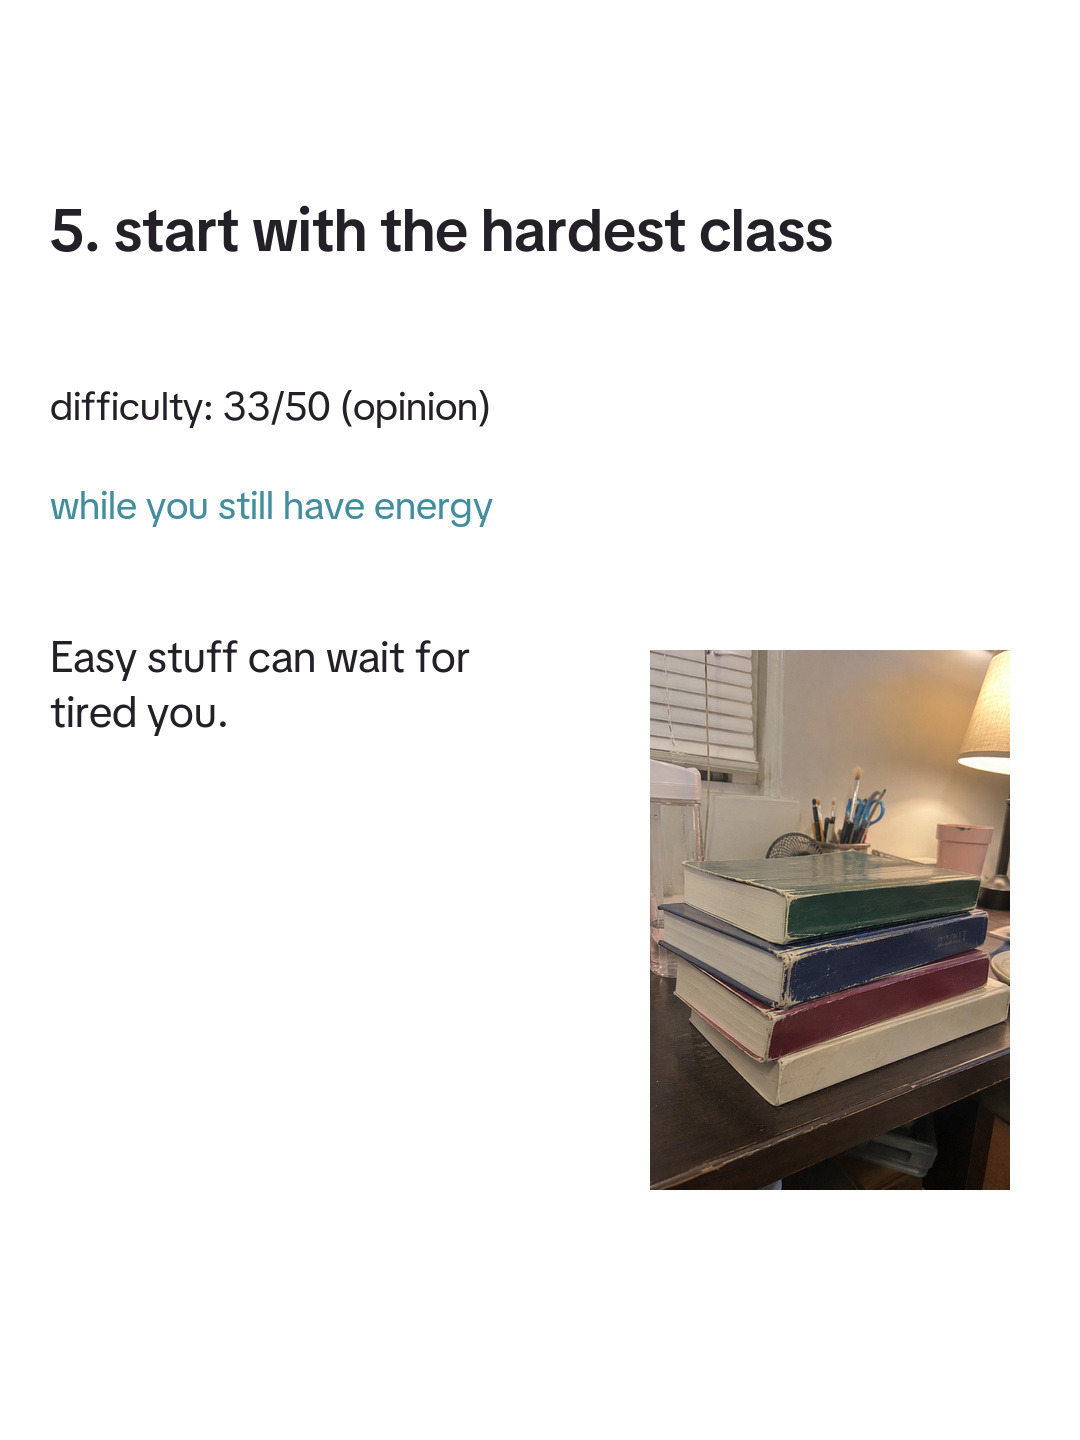 5. start with the hardest class
difficulty: 33/50 (opinion)
while you still have energy
Easy stuff can wait for
tired you.